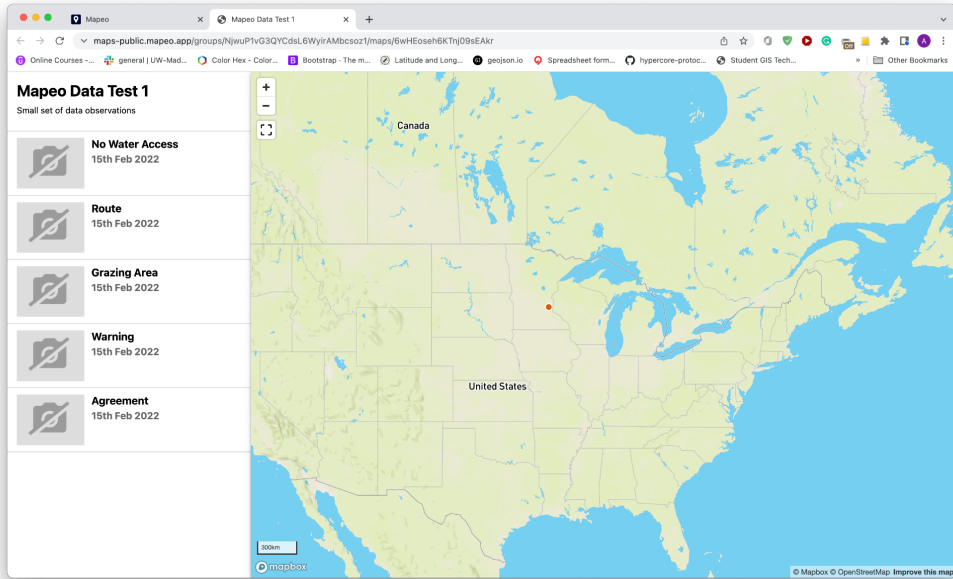 Mapeo
Mapeo Data Test 1
maps-public.mapeo.app/groups/NjwuP1vG3QYCdsL6WyirAMbcsoz1/maps/6wHEoseh6KTnj09sEAkr
Off
A
Online Courses -...
general | UW-Mad...
Color Hex - Color...
B
Bootstrap · The m...
Latitude and Long...
geojson.io
Spreadsheet form...
hypercore-protoc...
Student GIS Tech...
»
Other Bookmarks
Mapeo Data Test 1
Small set of data observations
No Water Access
15th Feb 2022
Route
15th Feb 2022
Grazing Area
15th Feb 2022
Warning
15th Feb 2022
Agreement
15th Feb 2022
+
−
Canada
United States
300km
mapbox
© Mapbox © OpenStreetMap Improve this map